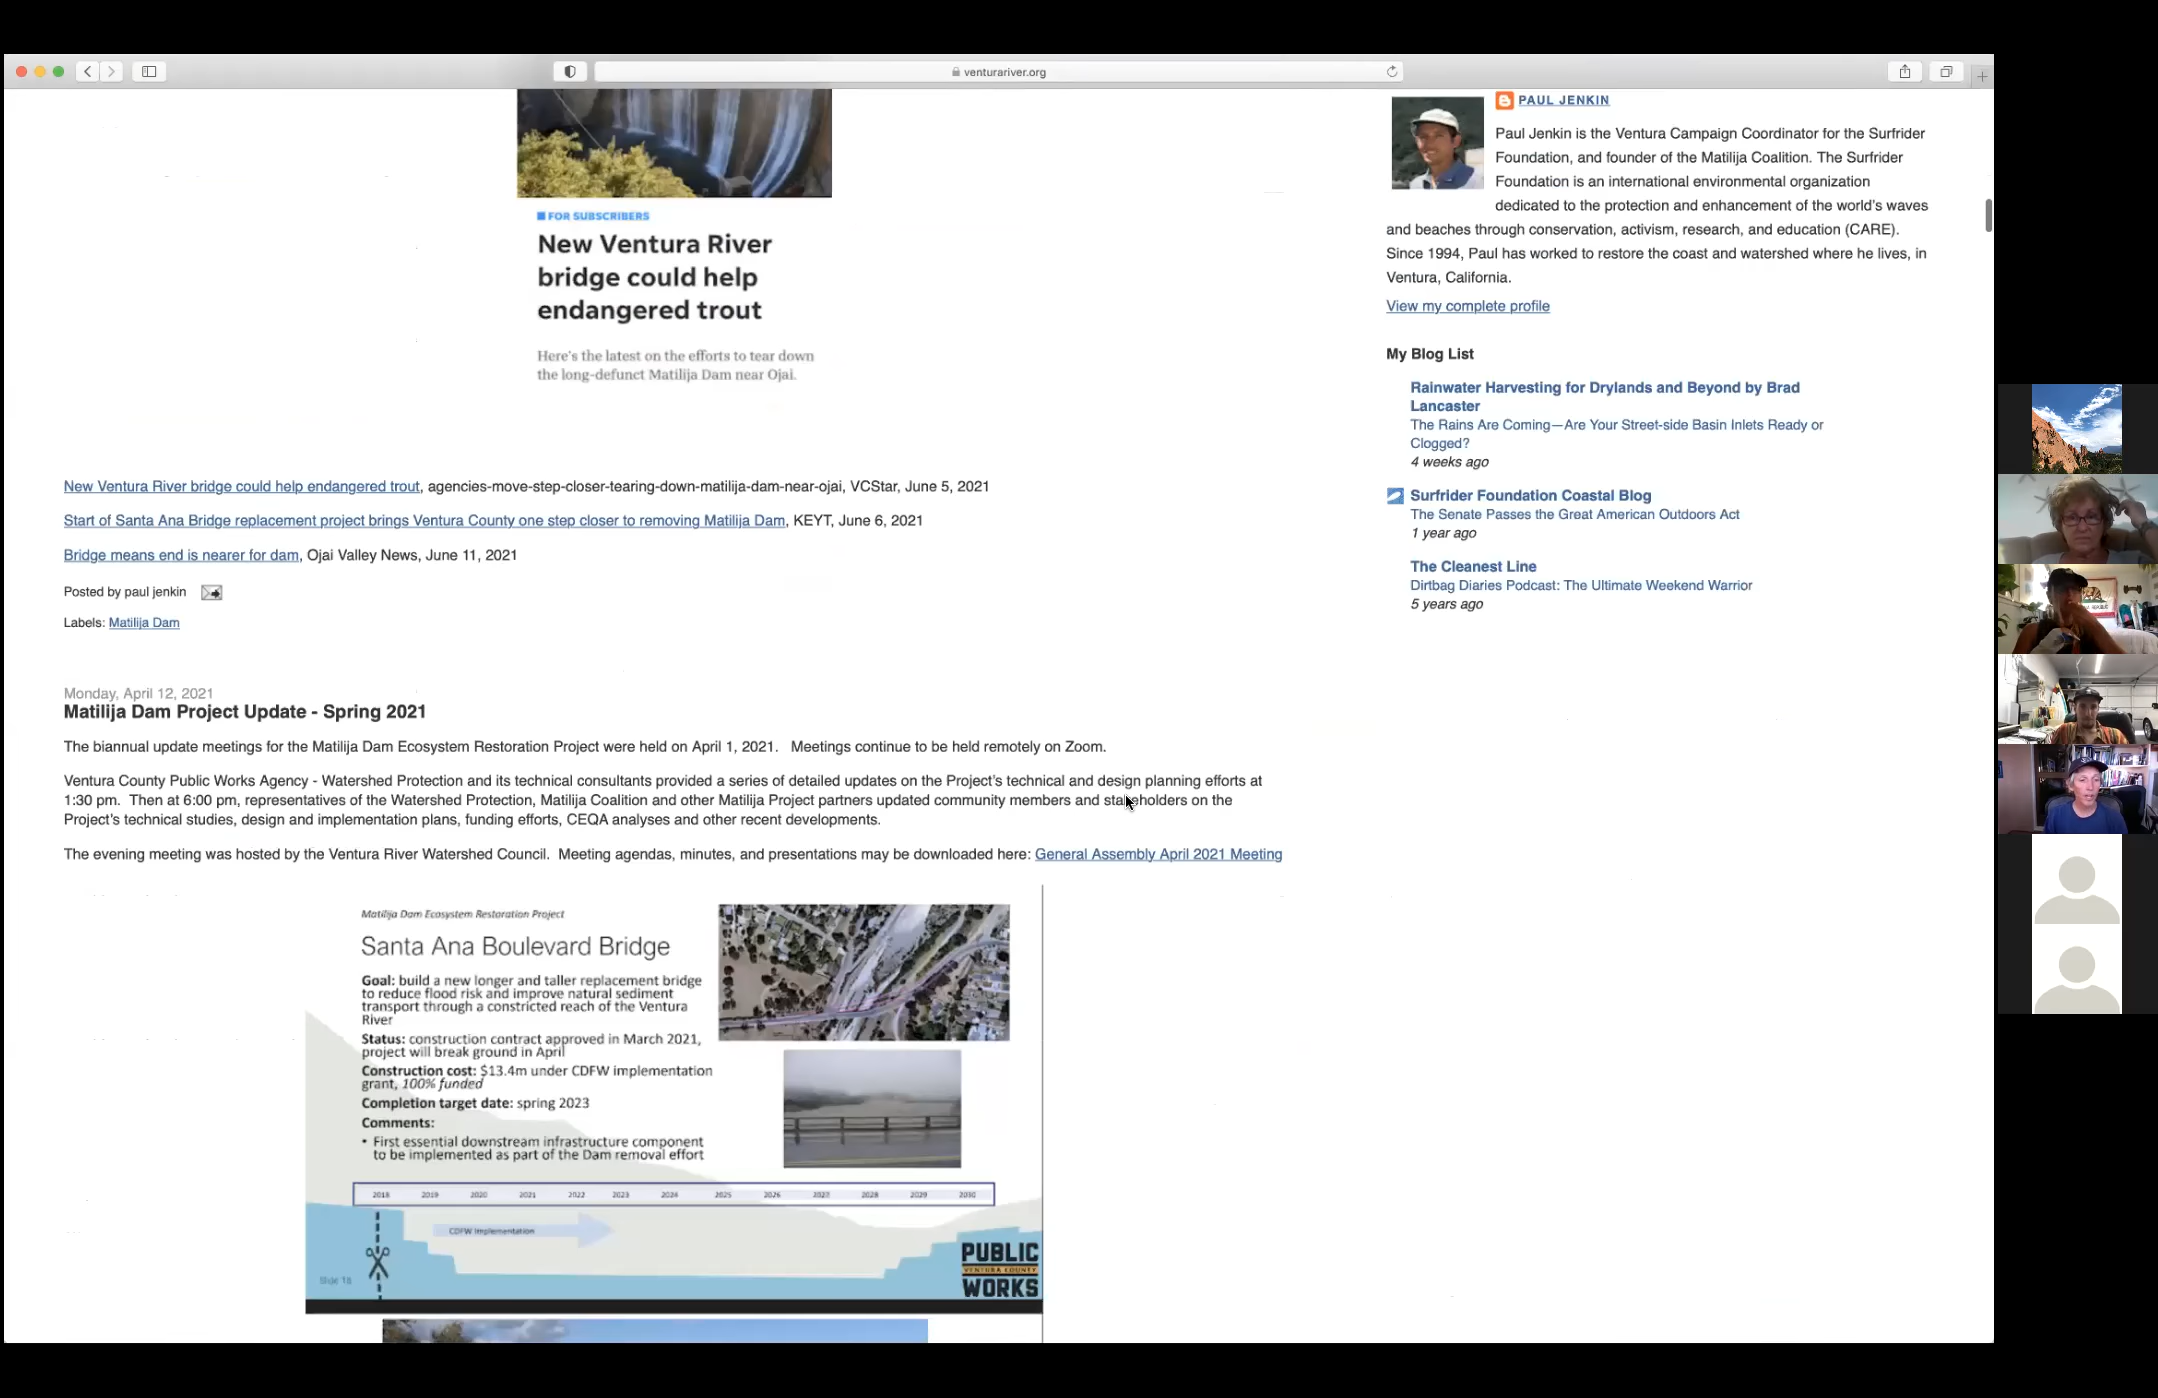 venturariver.org
FOR SUBSCRIBERS
New Ventura River
bridge could help
endangered trout
Here's the latest on the efforts to tear down
the long-defunct Matilija Dam near Ojai.
New Ventura River bridge could help endangered trout, agencies-move-step-closer-tearing-down-matilija-dam-near-ojai, VCStar, June 5, 2021
Start of Santa Ana Bridge replacement project brings Ventura County one step closer to removing Matilija Dam, KEYT, June 6, 2021
Bridge means end is nearer for dam, Ojai Valley News, June 11, 2021
Posted by paul jenkin
Labels: Matilija Dam
Monday, April 12, 2021
Matilija Dam Project Update - Spring 2021
The biannual update meetings for the Matilija Dam Ecosystem Restoration Project were held on April 1, 2021. Meetings continue to be held remotely on Zoom.
Ventura County Public Works Agency - Watershed Protection and its technical consultants provided a series of detailed updates on the Project's technical and design planning efforts at
1:30 pm. Then at 6:00 pm, representatives of the Watershed Protection, Matilija Coalition and other Matilija Project partners updated community members and stakeholders on the
Project's technical studies, design and implementation plans, funding efforts, CEQA analyses and other recent developments.
The evening meeting was hosted by the Ventura River Watershed Council. Meeting agendas, minutes, and presentations may be downloaded here: General Assembly April 2021 Meeting
Matilija Dam Ecosystem Restoration Project
Santa Ana Boulevard Bridge
Goal: build a new longer and taller replacement bridge
to reduce flood risk and improve natural sediment
transport through a constricted reach of the Ventura
River
Status: construction contract approved in March 2021,
project will break ground in April
Construction cost: $13.4m under CDFW implementation
grant, 100% funded
Completion target date: spring 2023
Comments:
• First essential downstream infrastructure component
to be implemented as part of the Dam removal effort
2018 2019 2020 2021 2022 2023 2024 2025 2026 2027 2028 2029 2030
CDFW Implementation
Slide 18
PUBLIC
VENTURA COUNTY
WORKS
PAUL JENKIN
Paul Jenkin is the Ventura Campaign Coordinator for the Surfrider
Foundation, and founder of the Matilija Coalition. The Surfrider
Foundation is an international environmental organization
dedicated to the protection and enhancement of the world's waves
and beaches through conservation, activism, research, and education (CARE).
Since 1994, Paul has worked to restore the coast and watershed where he lives, in
Ventura, California.
View my complete profile
My Blog List
Rainwater Harvesting for Drylands and Beyond by Brad
Lancaster
The Rains Are Coming—Are Your Street-side Basin Inlets Ready or
Clogged?
4 weeks ago
Surfrider Foundation Coastal Blog
The Senate Passes the Great American Outdoors Act
1 year ago
The Cleanest Line
Dirtbag Diaries Podcast: The Ultimate Weekend Warrior
5 years ago